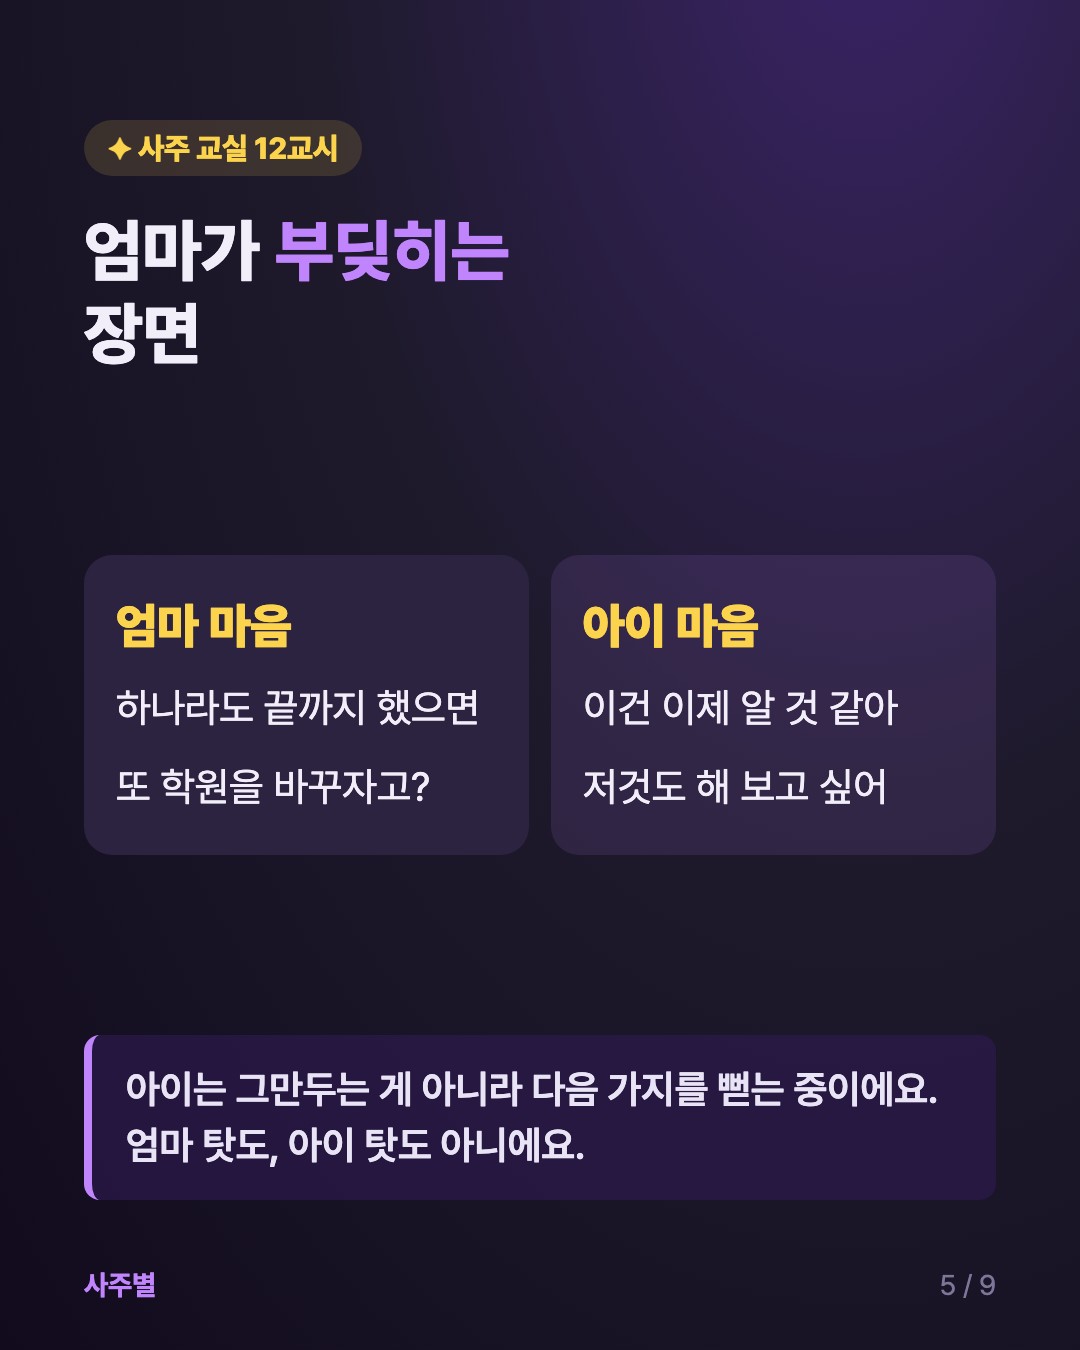 ✦ 사주 교실 12교시
엄마가 부딪히는
장면
엄마 마음
하나라도 끝까지 했으면
또 학원을 바꾸자고?
아이 마음
이건 이제 알 것 같아
저것도 해 보고 싶어
아이는 그만두는 게 아니라 다음 가지를 뻗는 중이에요.
엄마 탓도, 아이 탓도 아니에요.
사주별
5 / 9